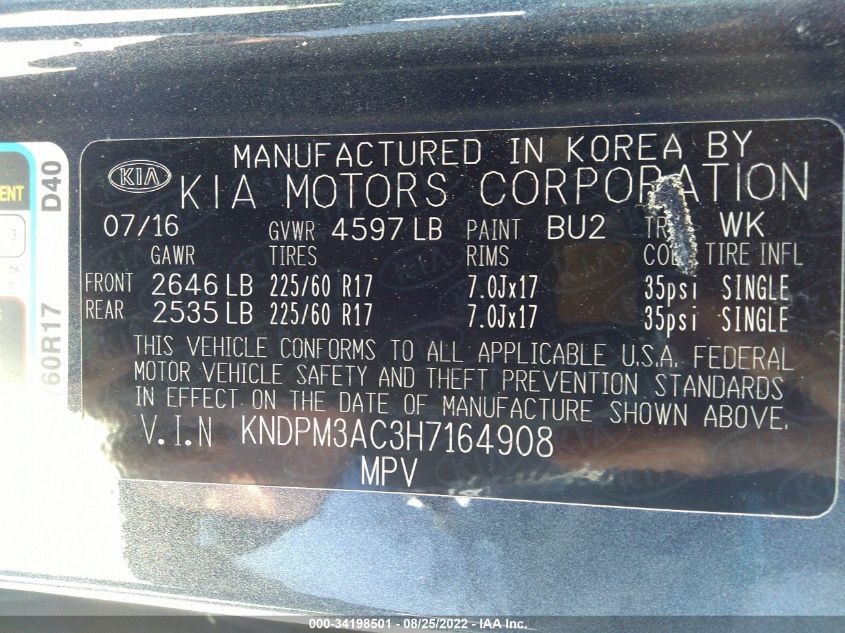 MANUFACTURED IN KOREA BY
KIA
KIA MOTORS CORPORATION
07/16 GVWR 4597 LB PAINT BU2 WK
GAWR TIRES RIMS TIRE INFL
FRONT 2646 LB 225/60 R17 7.0Jx17 35psi SINGLE
REAR 2535 LB 225/60 R17 7.0Jx17 35psi SINGLE
THIS VEHICLE CONFORMS TO ALL APPLICABLE U.S.A. FEDERAL
MOTOR VEHICLE SAFETY AND THEFT PREVENTION STANDARDS
IN EFFECT ON THE DATE OF MANUFACTURE SHOWN ABOVE.
V.I.N KNDPM3AC3H7164908
MPV
D40
60R17
3
000-34198501 - 08/25/2022 - IAA Inc.